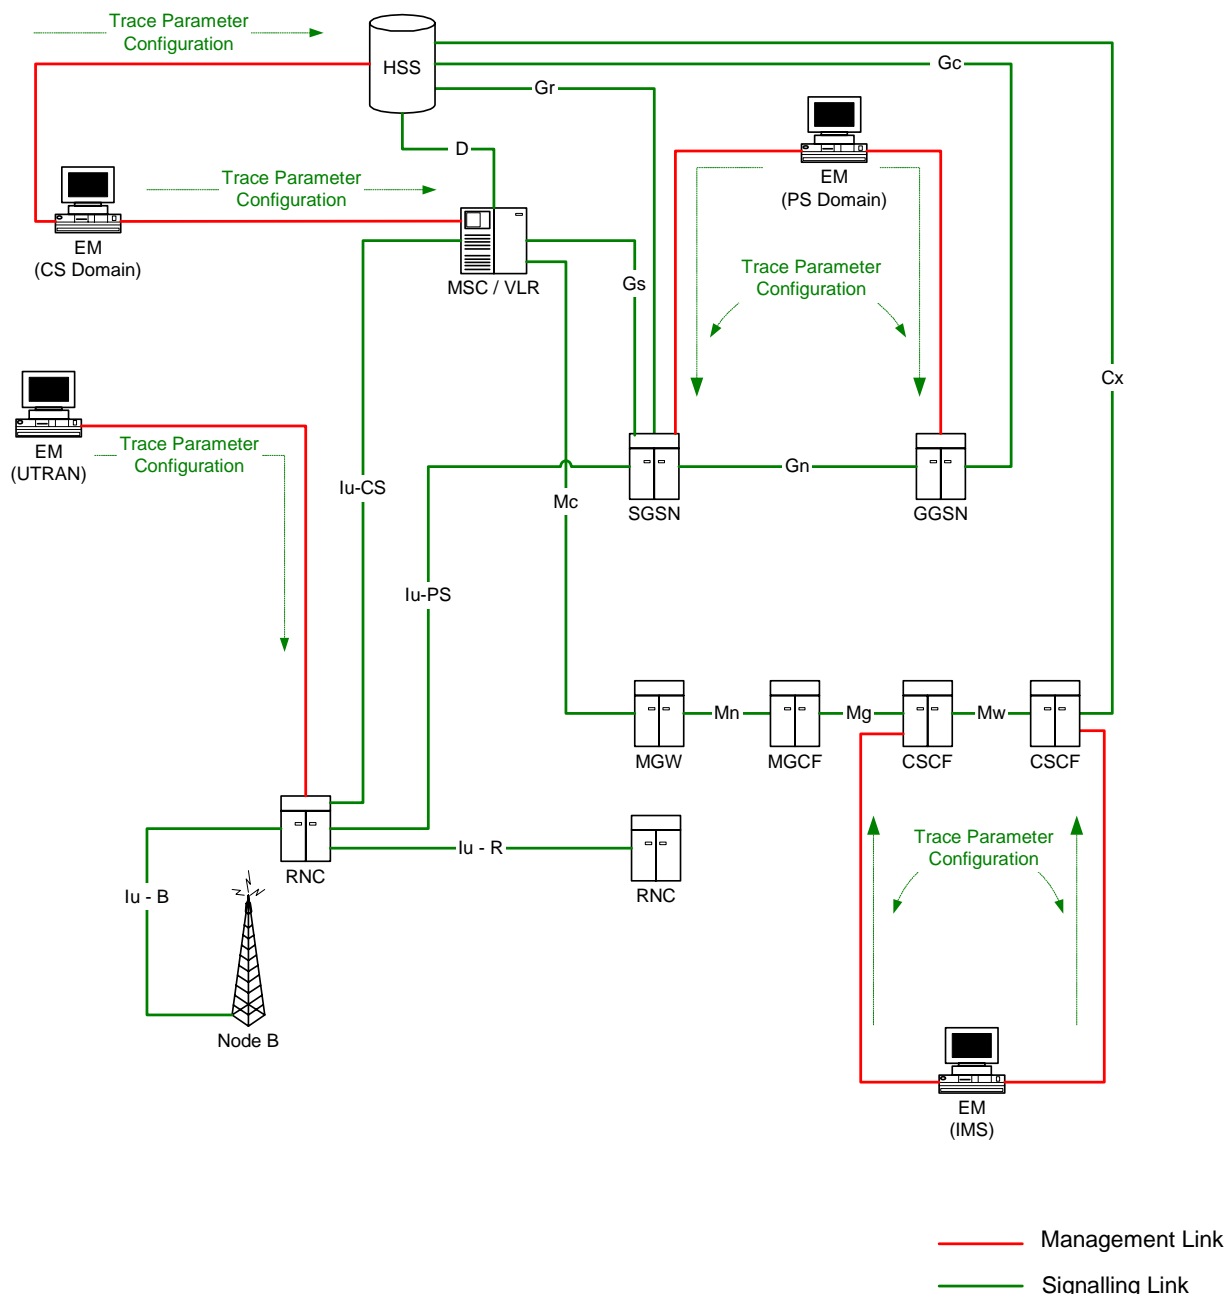 Trace Parameter
Configuration
HSS
Gc
Gr
D
EM
(PS Domain)
Trace Parameter
Configuration
EM
(CS Domain)
MSC / VLR
Gs
Trace Parameter
Configuration
Cx
EM
(UTRAN)
Trace Parameter
Configuration
Iu-CS
Mc
SGSN
Gn
GGSN
Iu-PS
MGW
Mn
MGCF
Mg
CSCF
Mw
CSCF
RNC
Iu - R
RNC
Trace Parameter
Configuration
Iu - B
Node B
EM
(IMS)
Management Link
Signalling Link